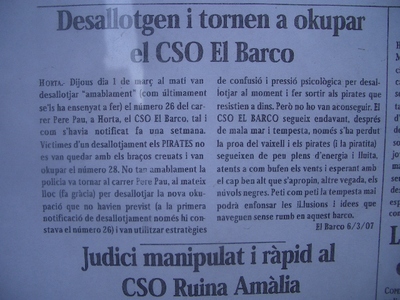 Desallotgen i tornen a okupar
el CSO El Barco
HORTA. Dijous dia 1 de març al matí van
desallotjar "amablament" (com últimament
se'ls ha ensenyat a fer) el número 26 del car
rer Pere Pau, a Horta, el CSO El Barco, tal i
com s'havia notificat fa una setmana.
Víctimes d'un desallotjament els PIRATES no
es van quedar amb els braços creuats i van
okupar el número 28. No tan amablament la
policia va tornar al carrer Pere Pau, al mateix
lloc (fa gràcia) per desallotjar la nova oku-
pació que no havien previst (a la primera
notificació de desallotjament només hi cons-
tava el número 26) i van utilitzar estratègies
de confusió i pressió psicològica per desal-
lotjar al moment i fer sortir als pirates que
resistien a dins. Però no ho van aconseguir. El
CSO EL BARCO segueix endavant, després
de mala mar i tempesta, només s'ha perdut
la proa del vaixell i els pirates (i la piratita)
segueixen de peu plens d'energia i lluita,
atents a com bufen els vents i esperant amb
el cap ben alt que s'apropin, altre vegada, els
núvols negres. Peti com peti la tempesta mai
podrà enfonsar les il·lusions i idees que
naveguen sense rumb en aquest barco.
El Barco 6/3/07
Judici manipulat i ràpid al
CSO Ruina Amàlia